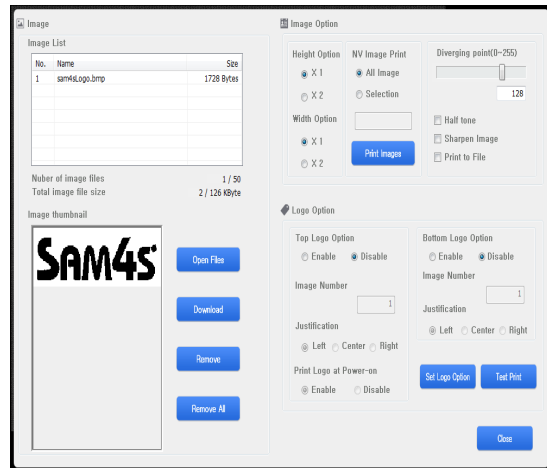 Image
Image List
No. Name Size
1 sam4sLogo.bmp 1728 Bytes
Nuber of image files 1 / 50
Total image file size 2 / 126 KByte
Image thumbnail
SAM4S
Open Files
Download
Remove
Remove All
Image Option
Height Option
X 1
X 2
Width Option
X 1
X 2
NV Image Print
All Image
Selection
Print Images
Diverging point(0~255)
128
Half tone
Sharpen Image
Print to File
Logo Option
Top Logo Option
Enable Disable
Image Number
1
Justification
Left Center Right
Print Logo at Power-on
Enable Disable
Bottom Logo Option
Enable Disable
Image Number
1
Justification
Left Center Right
Set Logo Option
Test Print
Close